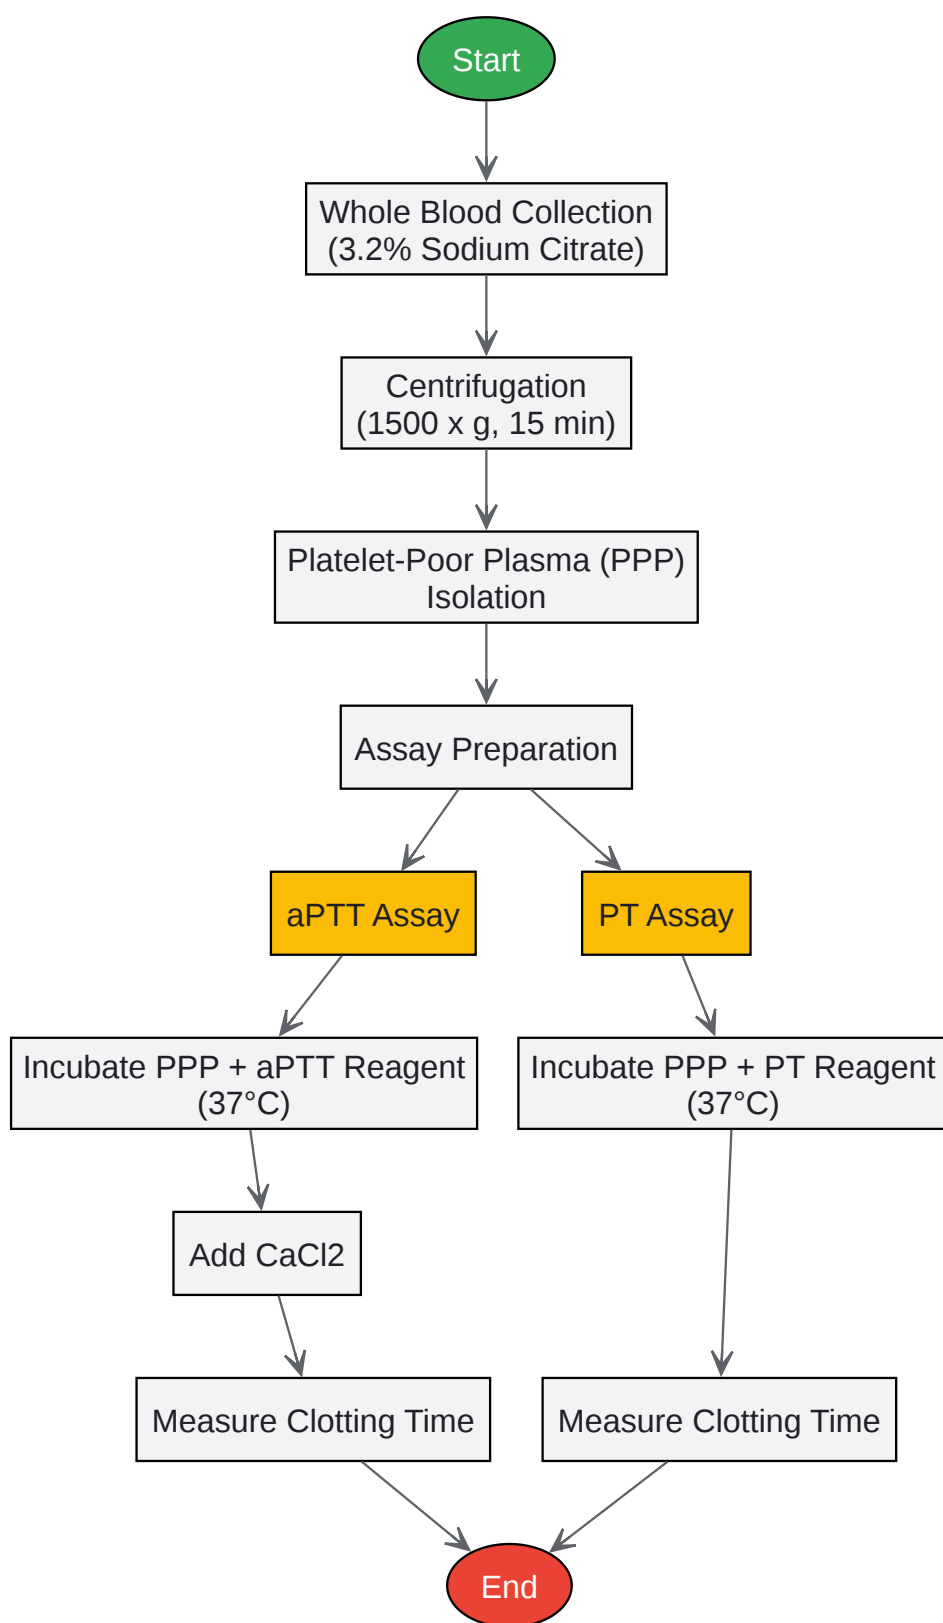 Start
Whole Blood Collection
(3.2% Sodium Citrate)
Centrifugation
(1500 x g, 15 min)
Platelet-Poor Plasma (PPP)
Isolation
Assay Preparation
aPTT Assay
PT Assay
Incubate PPP + aPTT Reagent
(37°C)
Incubate PPP + PT Reagent
(37°C)
Add CaCl2
Measure Clotting Time
Measure Clotting Time
End